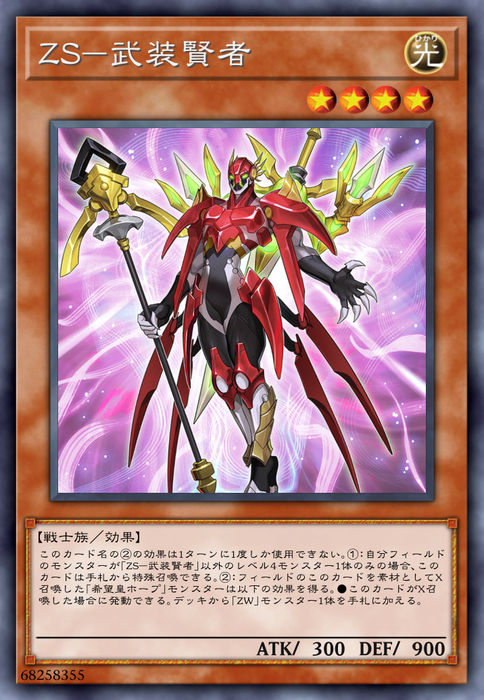 ZS－武装賢者
ひかり
光
【戦士族／効果】
このカード名の②の効果は1ターンに1度しか使用できない。①：自分フィールド
のモンスターが「ZS－武装賢者」以外のレベル4モンスター1体のみの場合、こ
のカードは手札から特殊召喚できる。②：フィールドのこのカードを素材としてX
召喚した「希望皇ホープ」モンスターは以下の効果を得る。●このカードがX召
喚した場合に発動できる。デッキから「ZW」モンスター1体を手札に加える。
ATK/ 300 DEF/ 900
68258355